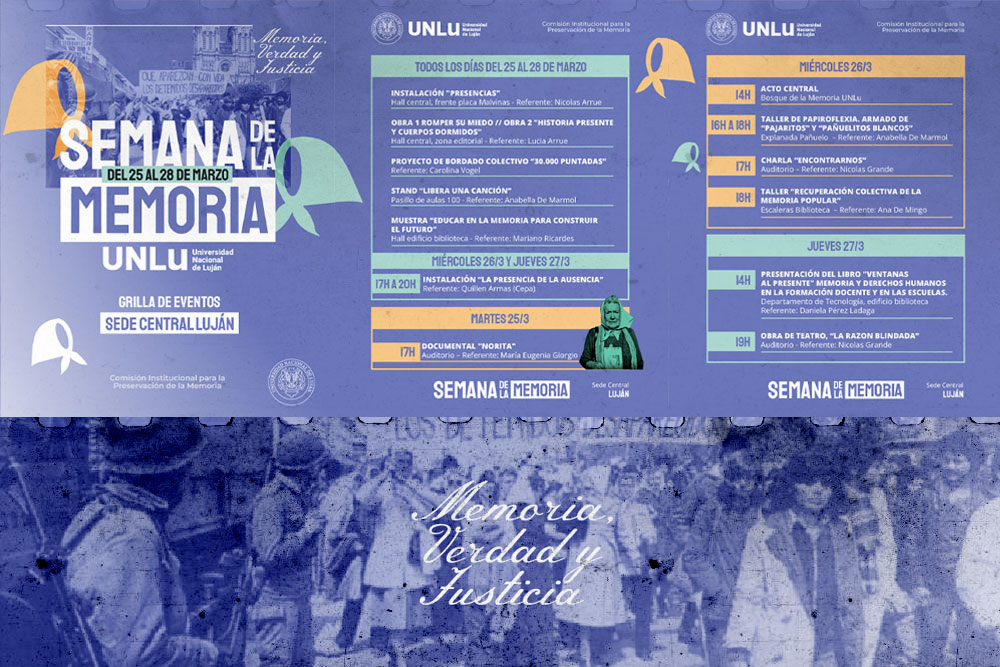 Memoria,
Verdad y
Justicia
QUE APAREZCAN CON VIDA
LOS DETENIDOS DESAPARECIDOS
SEMANA DE LA
DEL 25 AL 28 DE MARZO
MEMORIA
UNLu Universidad
Nacional
de Luján
GRILLA DE EVENTOS
SEDE CENTRAL LUJÁN
Comisión Institucional para la
Preservación de la Memoria
UNLu Universidad
Nacional
de Luján
Comisión Institucional para la
Preservación de la Memoria
TODOS LOS DÍAS DEL 25 AL 28 DE MARZO
INSTALACIÓN "PRESENCIAS"
Hall central, frente placa Malvinas - Referente: Nicolas Arrue
OBRA 1 ROMPER SU MIEDO // OBRA 2 "HISTORIA PRESENTE
Y CUERPOS DORMIDOS"
Hall central, zona editorial - Referente: Lucia Arrue
PROYECTO DE BORDADO COLECTIVO "30.000 PUNTADAS"
Referente: Carolina Vogel
STAND "LIBERA UNA CANCIÓN"
Pasillo de aulas 100 - Referente: Anabella De Marmol
MUESTRA "EDUCAR EN LA MEMORIA PARA CONSTRUIR
EL FUTURO"
Hall edificio biblioteca - Referente: Mariano Ricardes
MIÉRCOLES 26/3 Y JUEVES 27/3
17H A 20H INSTALACIÓN "LA PRESENCIA DE LA AUSENCIA"
Referente: Quillen Armas (Cepa)
MARTES 25/3
17H DOCUMENTAL "NORITA"
Auditorio – Referente: María Eugenia Giorgio
SEMANA DE LA MEMORIA
Sede Central
LUJÁN
UNLu Universidad
Nacional
de Luján
Comisión Institucional para la
Preservación de la Memoria
MIÉRCOLES 26/3
14H ACTO CENTRAL
Bosque de la Memoria UNLu
16H A 18H TALLER DE PAPIROFLEXIA. ARMADO DE
"PAJARITOS" Y "PAÑUELITOS BLANCOS"
Explanada Pañuelo – Referente: Anabella De Marmol
17H CHARLA "ENCONTRARNOS"
Auditorio – Referente: Nicolas Grande
18H TALLER "RECUPERACIÓN COLECTIVA DE LA
MEMORIA POPULAR"
Escaleras Biblioteca – Referente: Ana De Mingo
JUEVES 27/3
14H PRESENTACIÓN DEL LIBRO "VENTANAS
AL PRESENTE" MEMORIA Y DERECHOS HUMANOS
EN LA FORMACIÓN DOCENTE Y EN LAS ESCUELAS.
Departamento de Tecnología, edificio biblioteca
Referente: Daniela Pérez Ladaga
19H OBRA DE TEATRO, "LA RAZON BLINDADA"
Auditorio - Referente: Nicolas Grande
SEMANA DE LA MEMORIA
Sede Central
LUJÁN
LOS DETENIDOS DESAPARECIDOS
Memoria,
Verdad y
Justicia